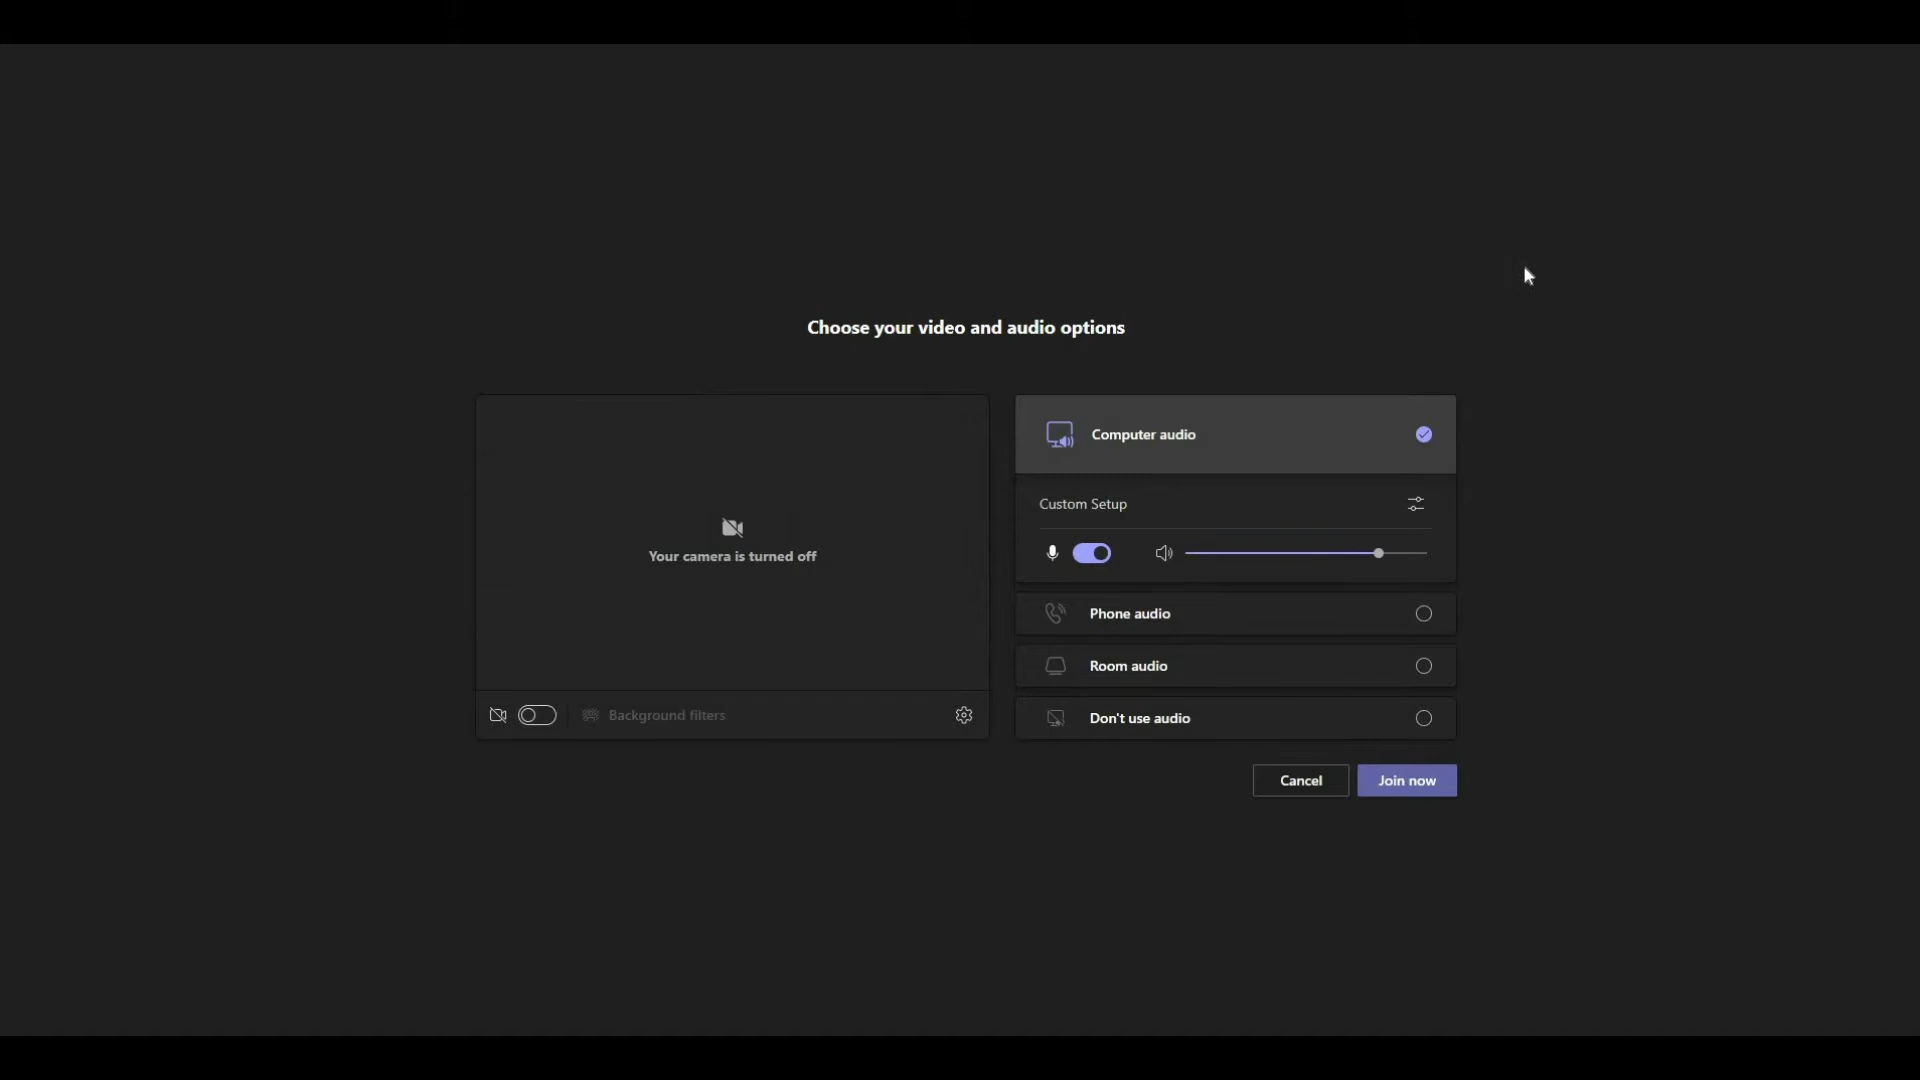 Choose your video and audio options
Computer audio
Custom Setup
Your camera is turned off
Phone audio
Room audio
Background filters
Don't use audio
Cancel
Join now